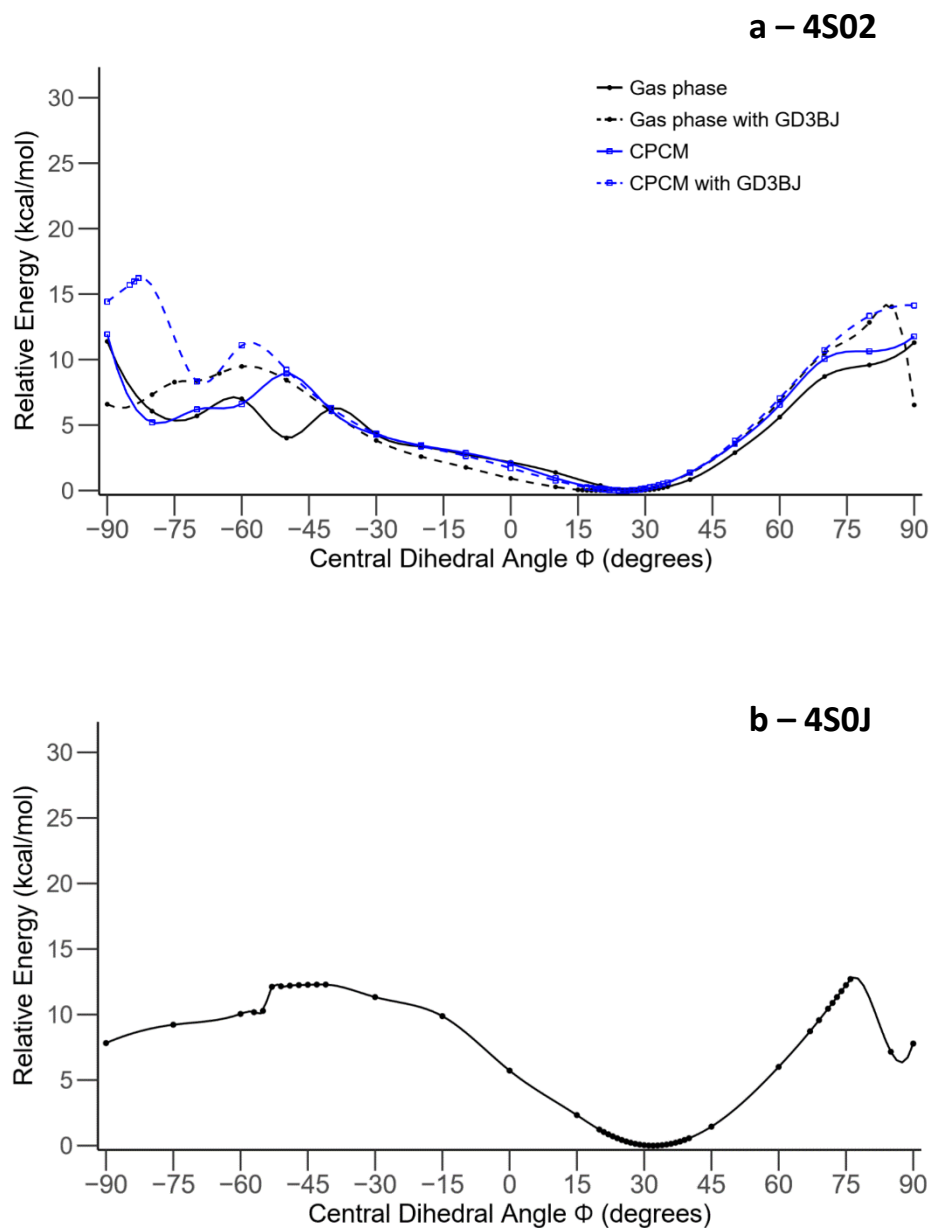 a – 4S02
Gas phase
Gas phase with GD3BJ
CPCM
CPCM with GD3BJ
Relative Energy (kcal/mol)
30
25
20
15
10
5
0
−90 −75 −60 −45 −30 −15 0 15 30 45 60 75 90
Central Dihedral Angle Φ (degrees)
b – 4S0J
Relative Energy (kcal/mol)
30
25
20
15
10
5
0
−90 −75 −60 −45 −30 −15 0 15 30 45 60 75 90
Central Dihedral Angle Φ (degrees)